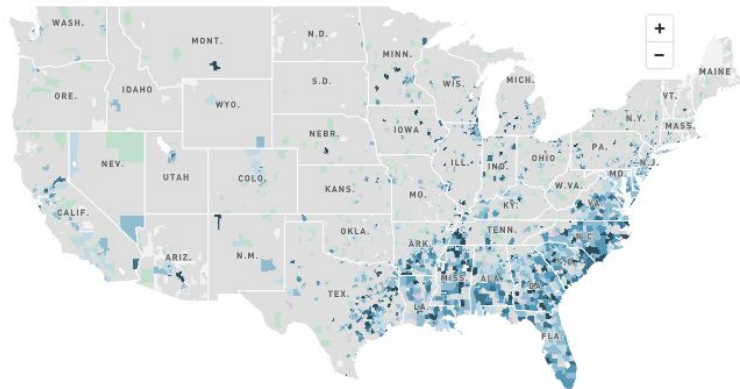 WASH.
N.D.
MONT.
MINN.
+
−
MAINE
ORE.
IDAHO
S.D.
WIS.
MICH.
VT.
WYO.
N.Y.
MASS.
NEBR.
IOWA
PA.
NEV.
UTAH
COLO.
ILL.
IND.
OHIO
N.J.
MD.
KANS.
MO.
W.VA.
KY.
VA.
CALIF.
OKLA.
TENN.
N.C.
ARIZ.
N.M.
ARK.
S.C.
TEX.
MISS.
ALA.
GA.
LA.
FLA.